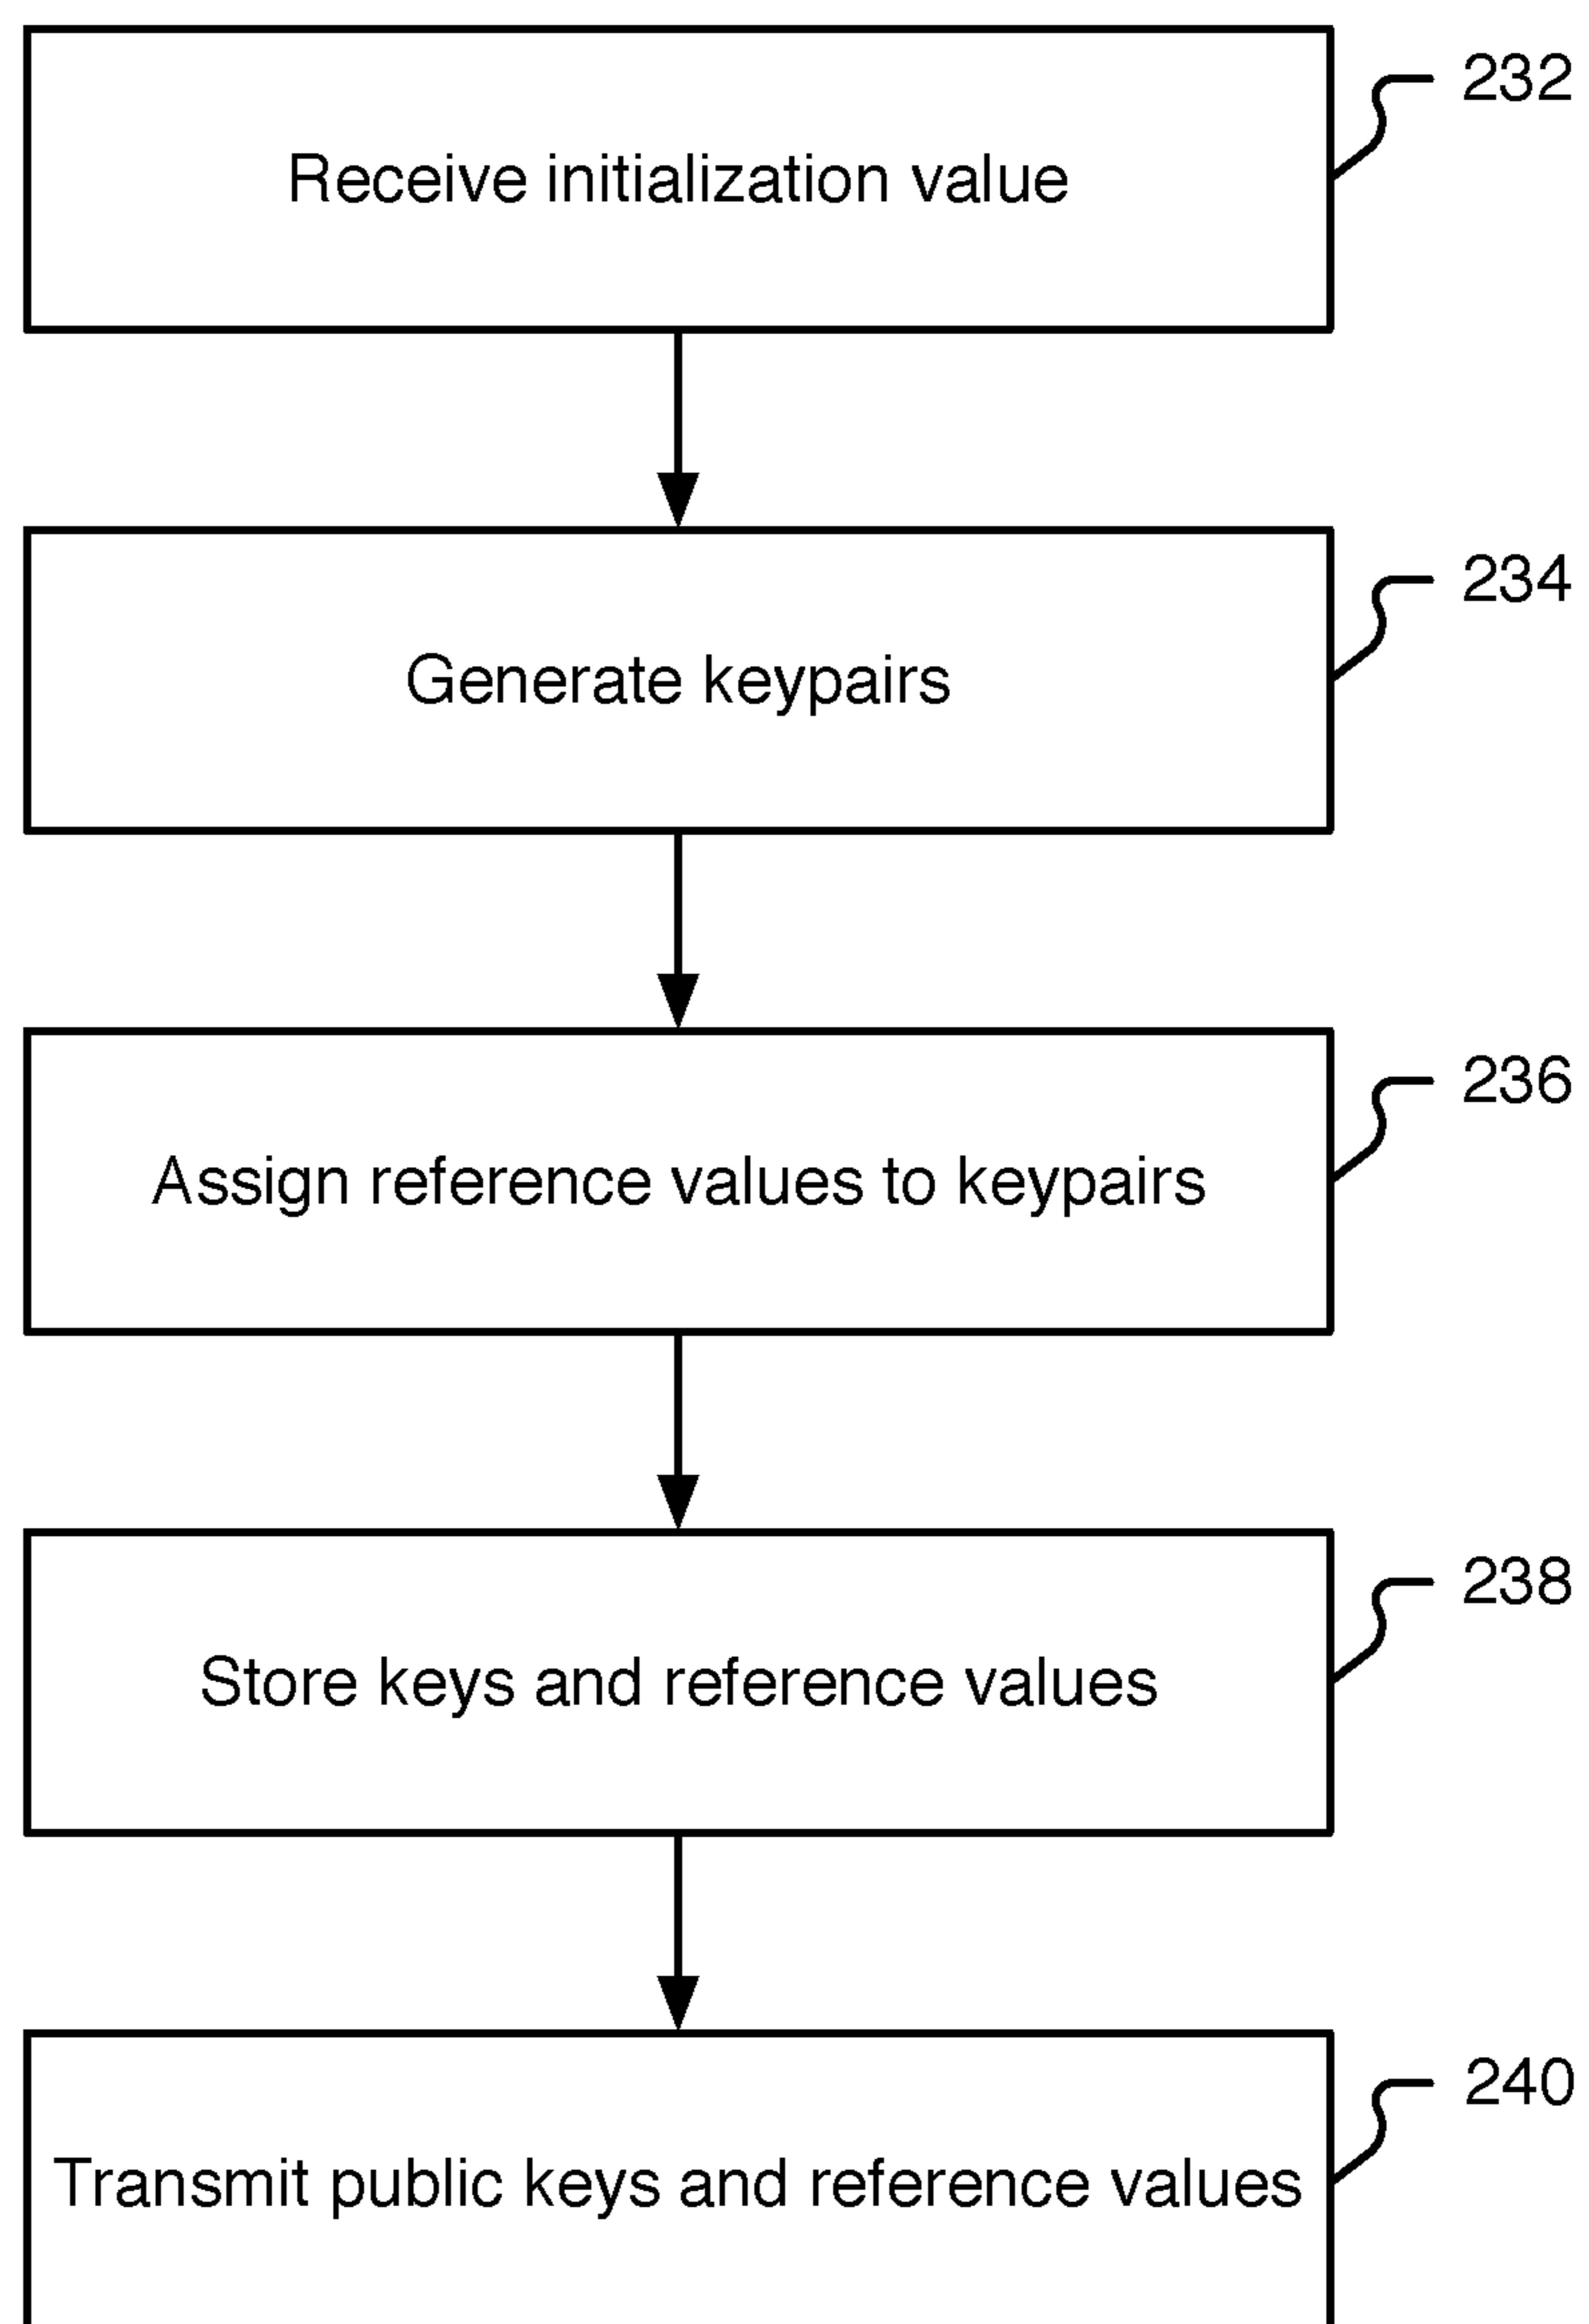 232
Receive initialization value
234
Generate keypairs
236
Assign reference values to keypairs
238
Store keys and reference values
240
Transmit public keys and reference values